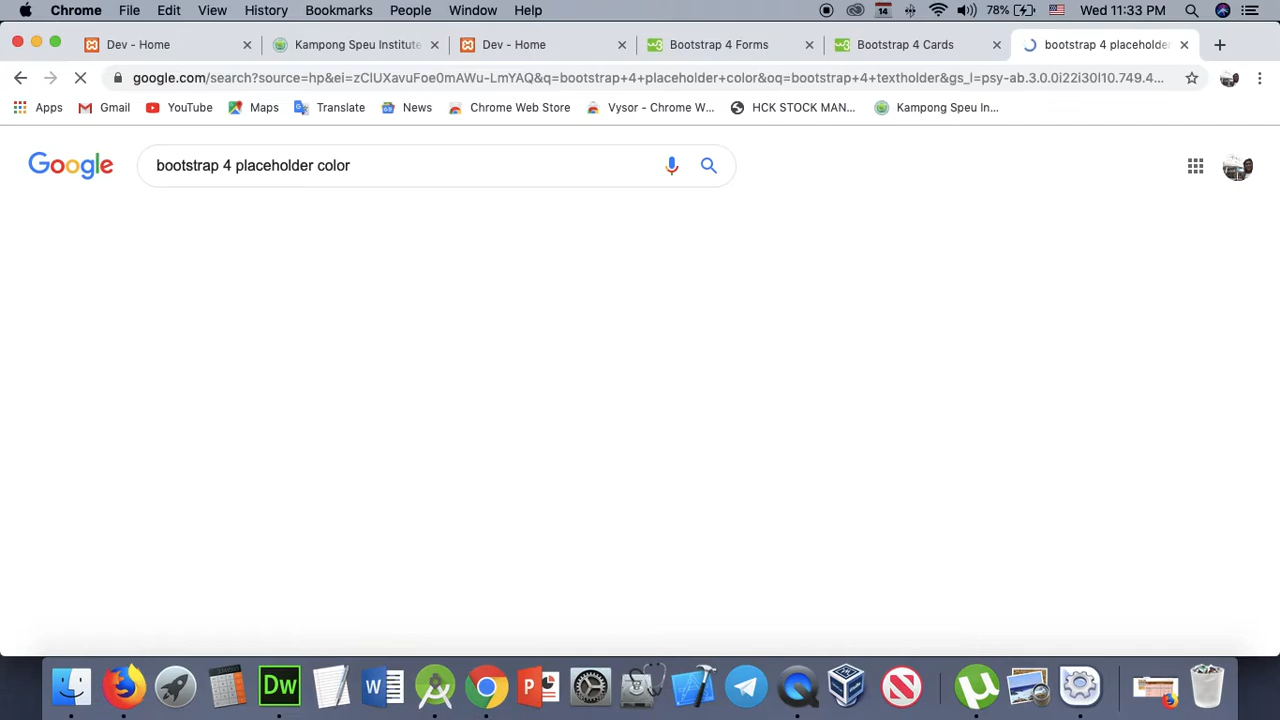 Chrome File Edit View History Bookmarks People Window Help 14 78% Wed 11:33 PM
Dev - Home Kampong Speu Institute Dev - Home Bootstrap 4 Forms Bootstrap 4 Cards bootstrap 4 placeholder
google.com/search?source=hp&ei=zClUXavuFoe0mAWu-LmYAQ&q=bootstrap+4+placeholder+color&oq=bootstrap+4+textholder&gs_l=psy-ab.3.0.0i22i30l10.749.4...
Apps Gmail YouTube Maps Translate News Chrome Web Store Vysor - Chrome W... HCK STOCK MAN... Kampong Speu In...
Google bootstrap 4 placeholder color
Dw